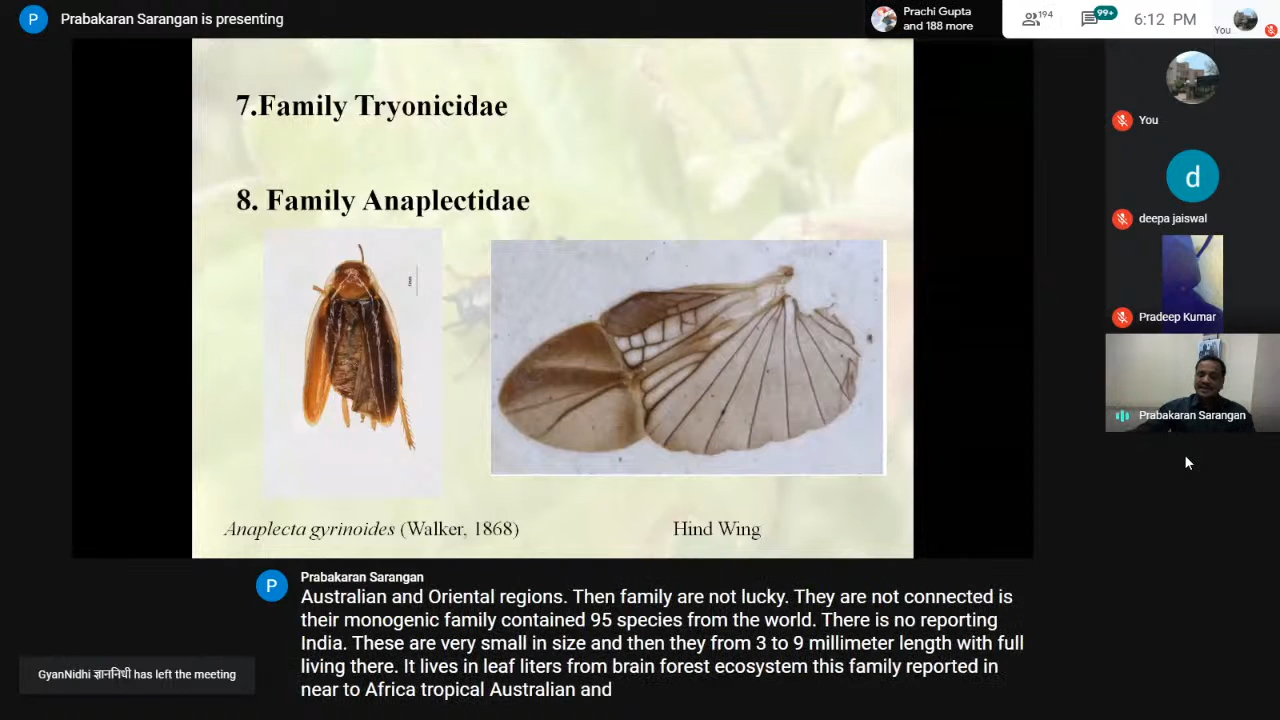 P Prabakaran Sarangan is presenting
Prachi Gupta
and 188 more
194
99+
6:12 PM
You
7.Family Tryonicidae
8. Family Anaplectidae
Anaplecta gyrinoides (Walker, 1868)
Hind Wing
You
d
deepa jaiswal
Pradeep Kumar
Prabakaran Sarangan
P Prabakaran Sarangan
Australian and Oriental regions. Then family are not lucky. They are not connected is
their monogenic family contained 95 species from the world. There is no reporting
India. These are very small in size and then they from 3 to 9 millimeter length with full
living there. It lives in leaf liters from brain forest ecosystem this family reported in
near to Africa tropical Australian and
GyanNidhi ज्ञाननिधी has left the meeting